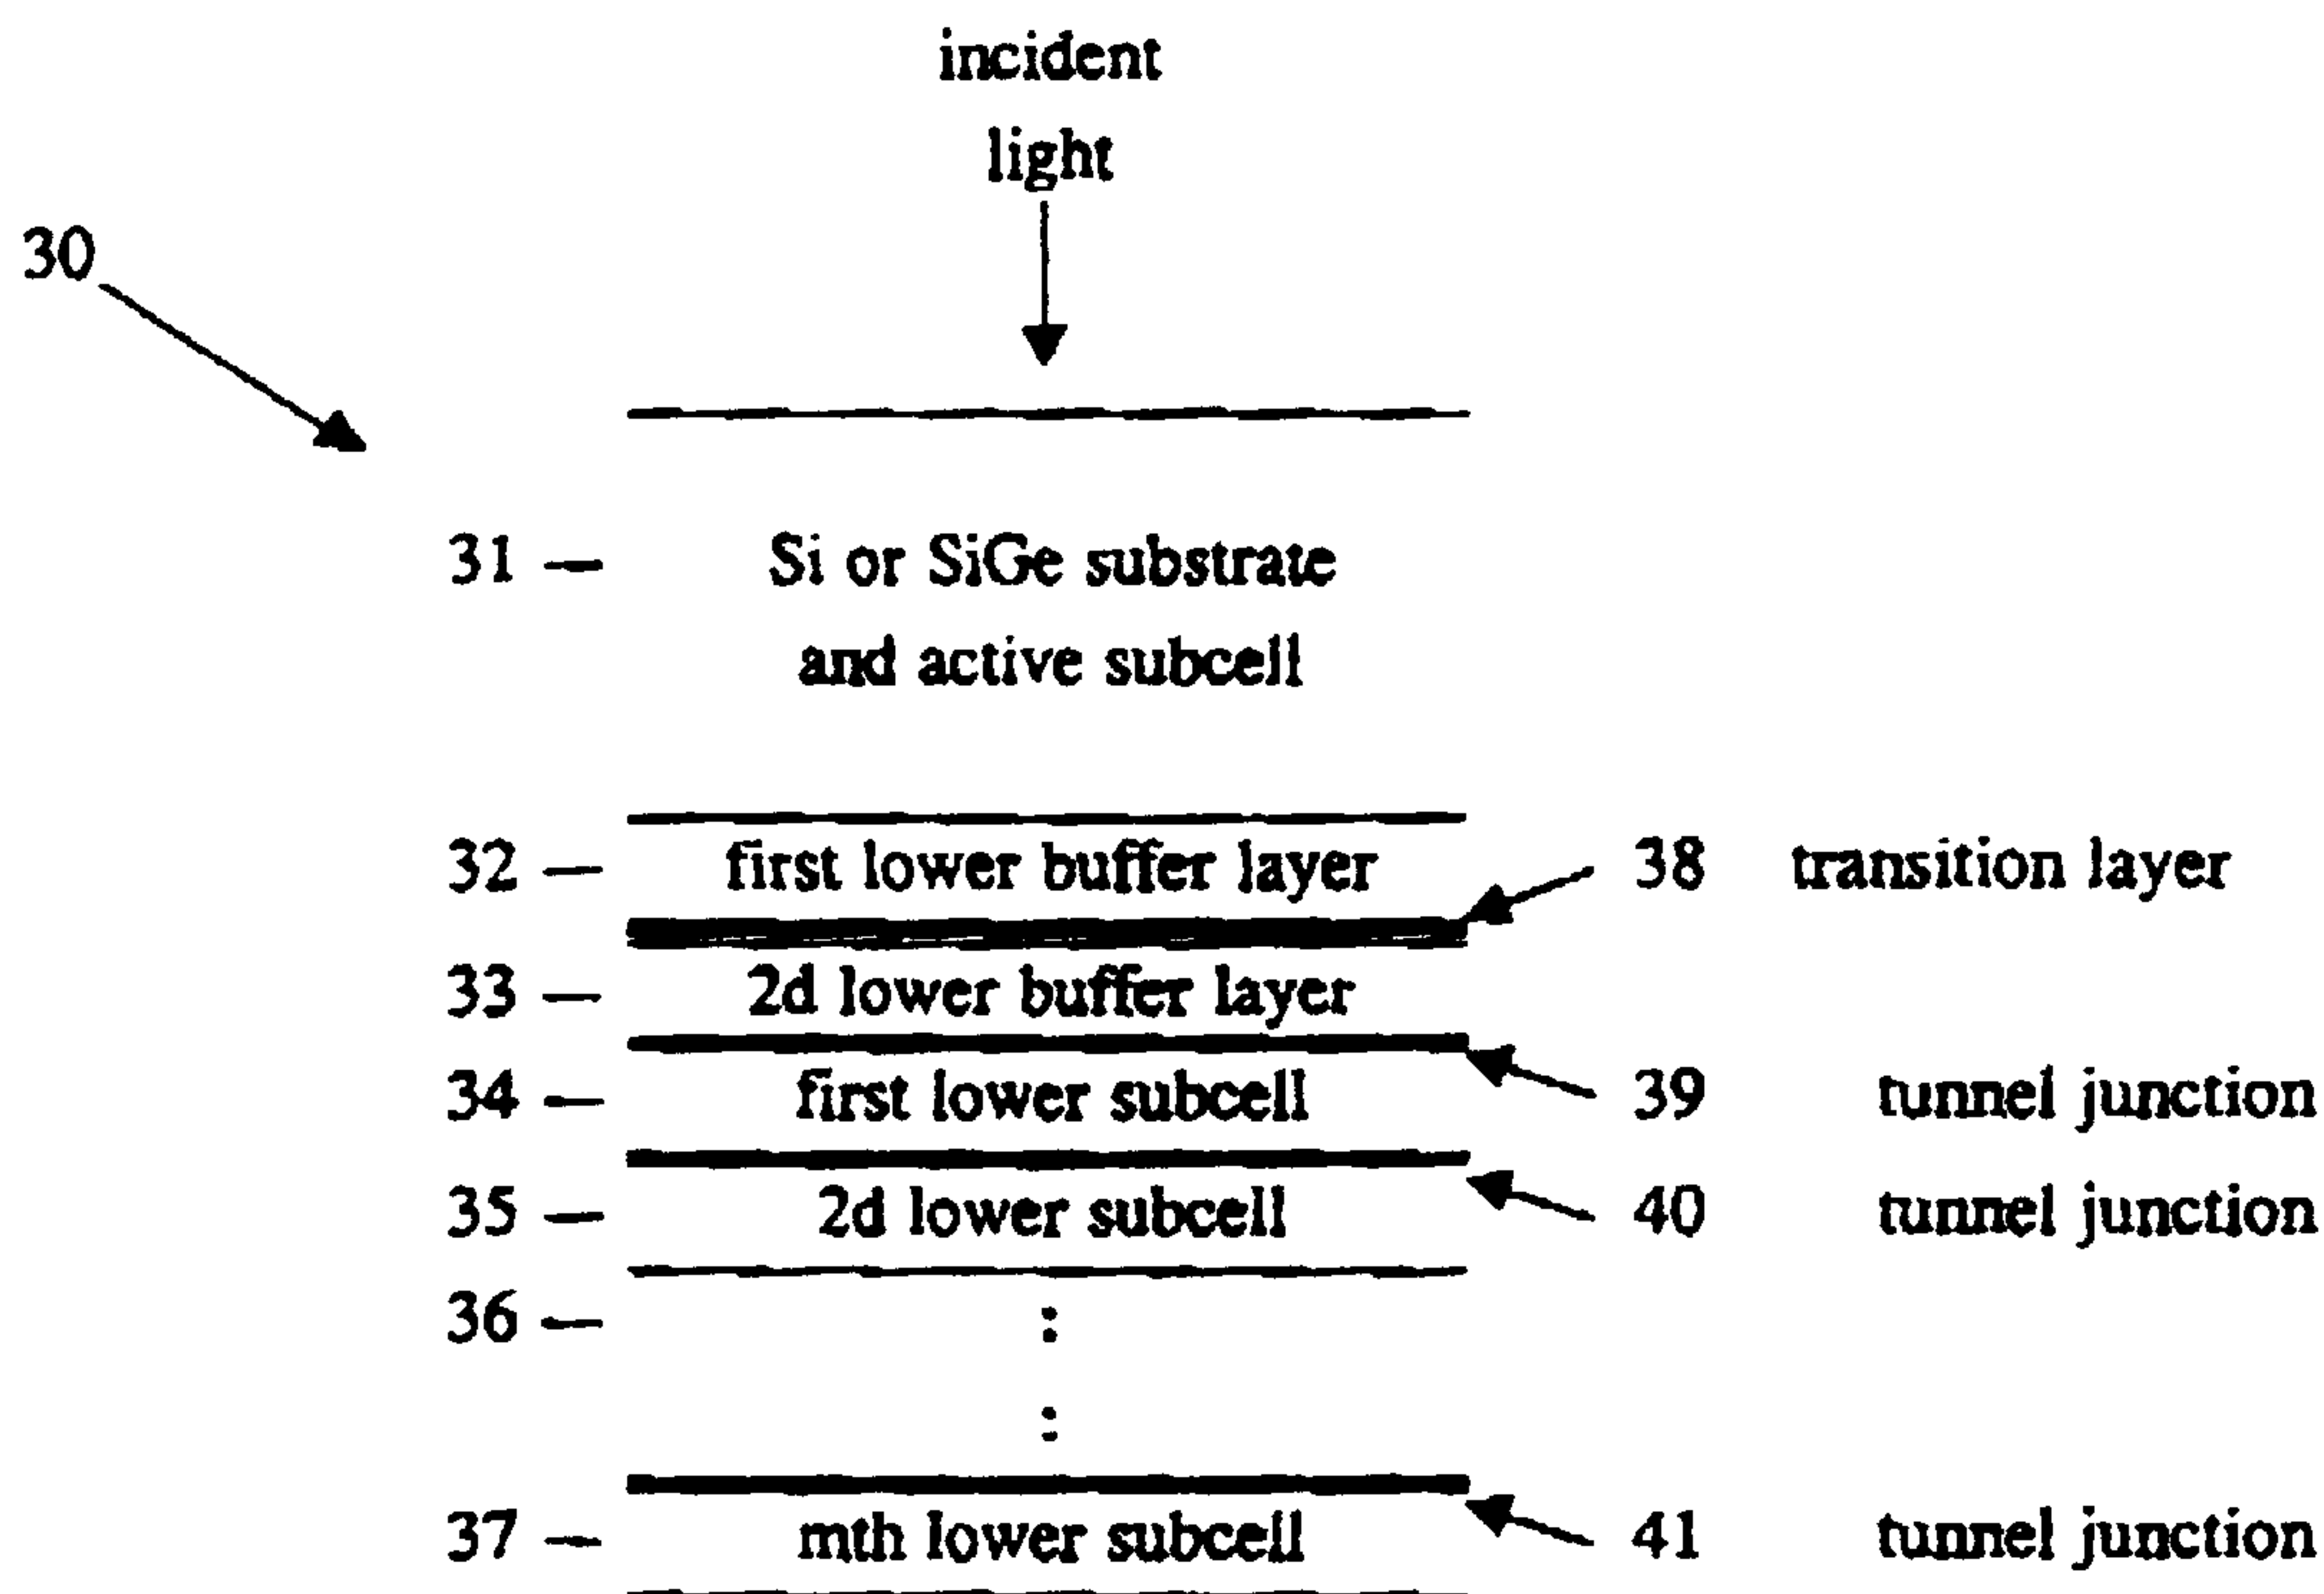 incident
light
30
31 — Si or SiGe substrate
and active subcell
32 — first lower buffer layer 38 transition layer
33 — 2d lower buffer layer
34 — first lower subcell 39 tunnel junction
35 — 2d lower subcell 40 tunnel junction
36 — :
:
37 — mth lower subcell 41 tunnel junction